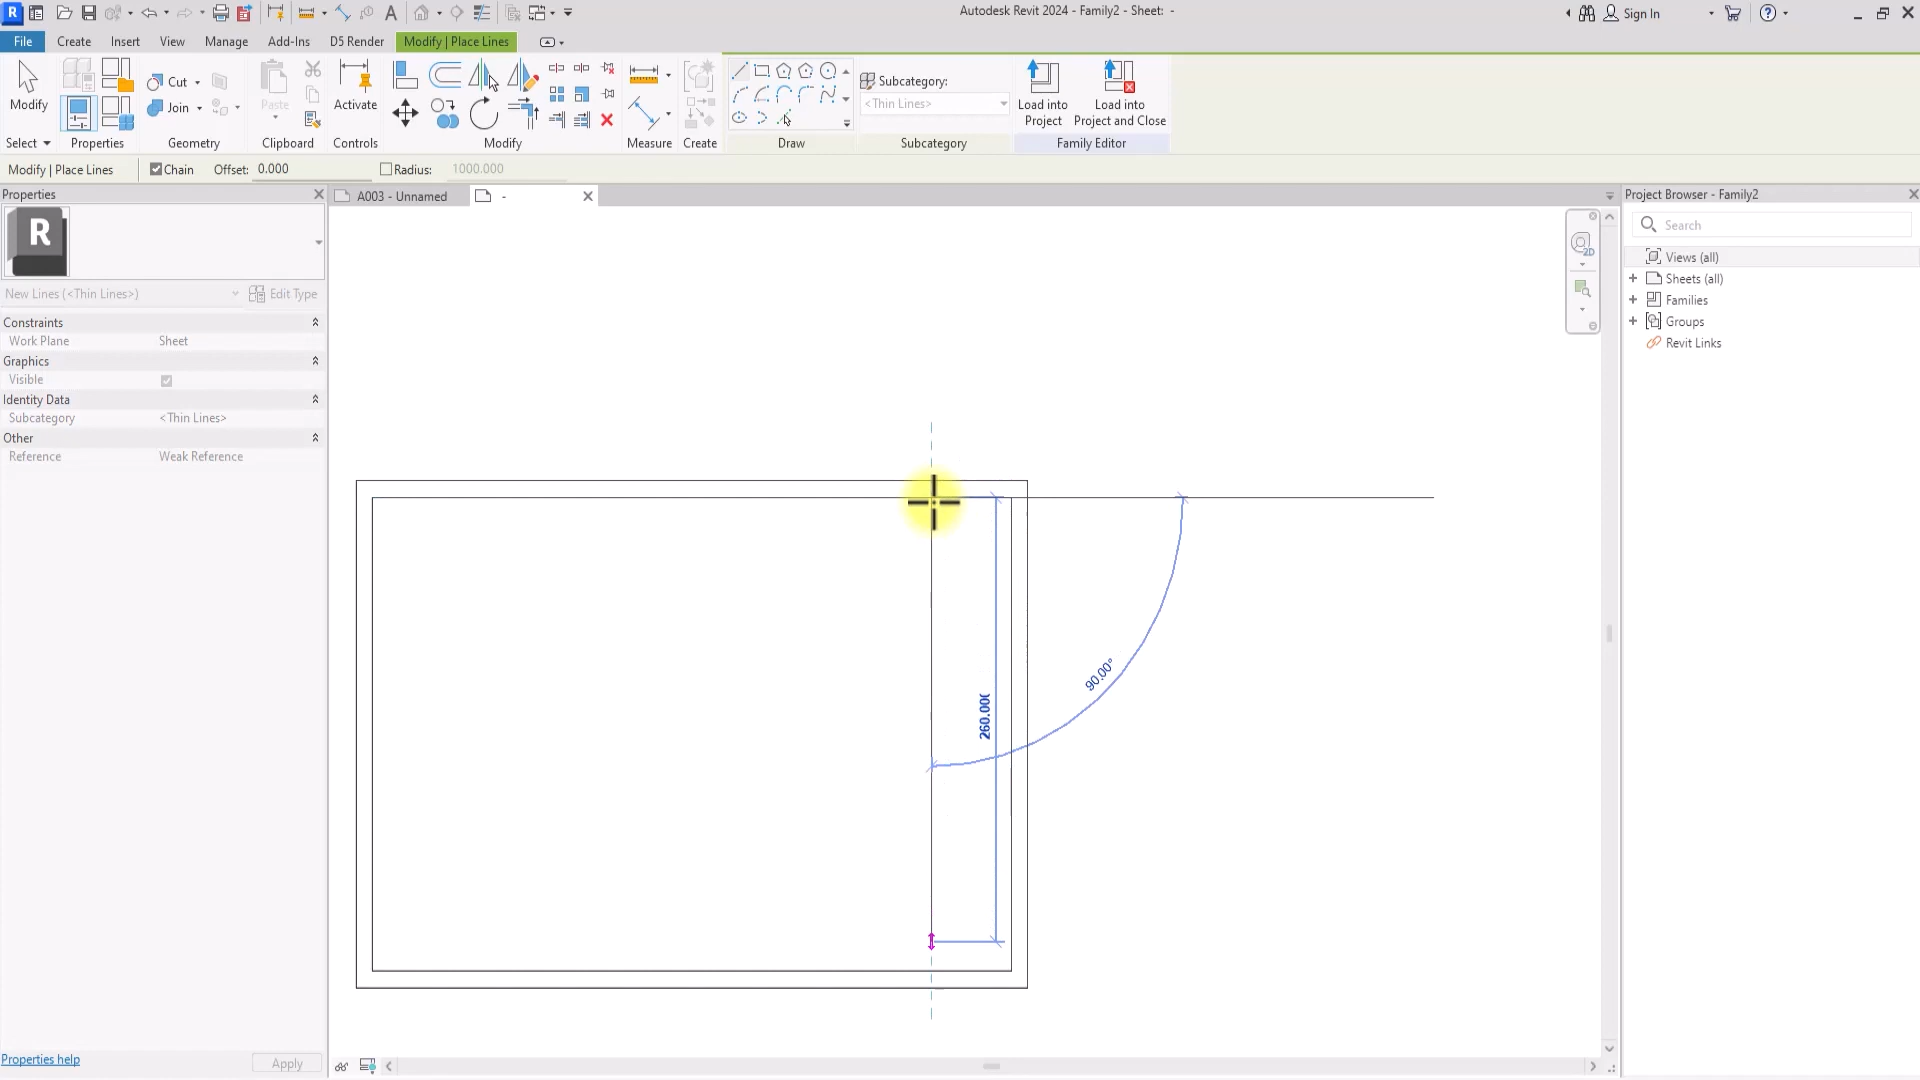 Autodesk Revit 2024 - Family2 - Sheet: -
Sign In
File Create Insert View Manage Add-Ins D5 Render Modify | Place Lines
Modify
Cut
Join
Paste
Activate
Subcategory:
<Thin Lines>
Load into
Project
Load into
Project and Close
Select Properties Geometry Clipboard Controls Modify Measure Create Draw Subcategory Family Editor
Modify | Place Lines Chain Offset: 0.000 Radius: 1000.000
Properties
A003 - Unnamed
-
Project Browser - Family2
R
Search
New Lines (<Thin Lines>) Edit Type
Constraints
Work Plane Sheet
Graphics
Visible
Identity Data
Subcategory <Thin Lines>
Other
Reference Weak Reference
Views (all)
Sheets (all)
Families
Groups
Revit Links
2D
90.00°
260.00
Properties help
Apply